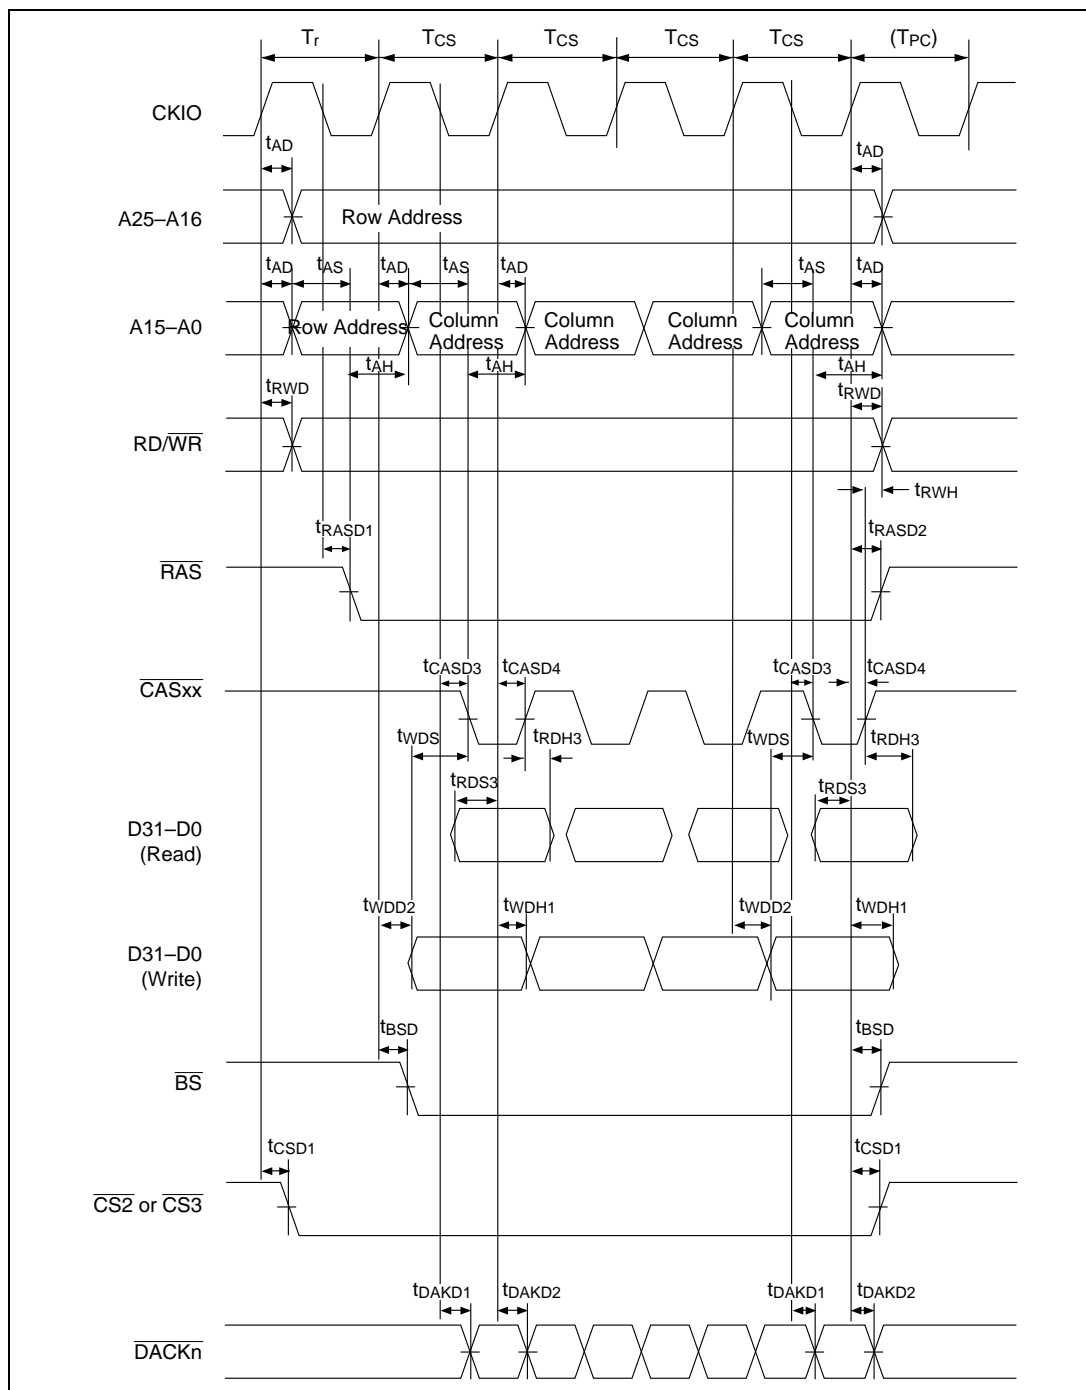 Tr TCS TCS TCS TCS (TPC)
CKIO
tAD tAD
A25–A16 Row Address
tAD tAS tAD tAS tAD tAS tAD
A15–A0 Row Address Column Address Column Address Column Address Column Address
tAH tAH tAH
tRWD tRWD
RD/WR
tRWH
tRASD1 tRASD2
RAS
tCASD3 tCASD4 tCASD3 tCASD4
CASxx
tWDS tRDH3 tWDS tRDH3
tRDS3 tRDS3
D31–D0
(Read)
tWDD2 tWDH1 tWDD2 tWDH1
D31–D0
(Write)
tBSD tBSD
BS
tCSD1 tCSD1
CS2 or CS3
tDAKD1 tDAKD2 tDAKD1 tDAKD2
DACKn